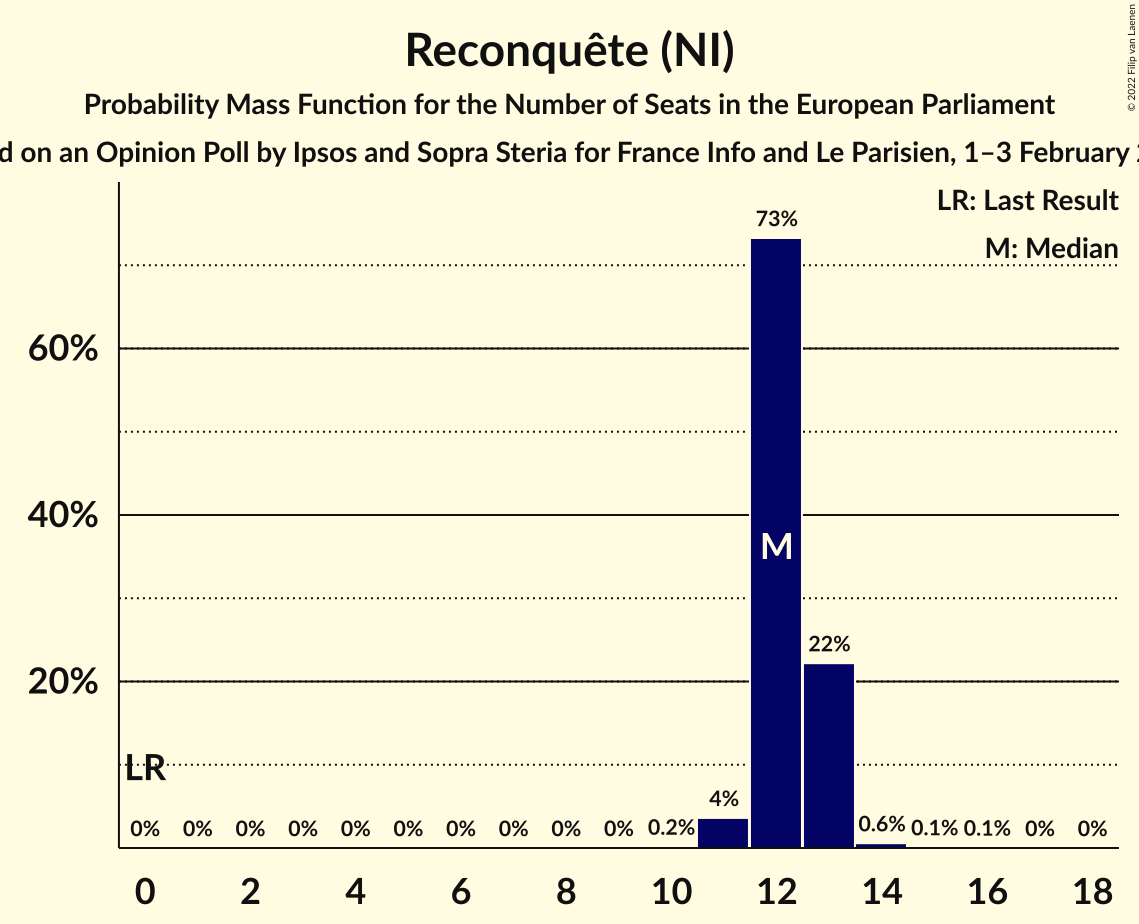 Reconquête (NI)
Probability Mass Function for the Number of Seats in the European Parliament
d on an Opinion Poll by Ipsos and Sopra Steria for France Info and Le Parisien, 1–3 February
© 2022 Filip van Laenen
LR: Last Result
M: Median
73%
60%
40%
M
22%
20%
LR
4%
0% 0% 0% 0% 0% 0% 0% 0% 0% 0% 0.2% 0.6% 0.1% 0.1% 0% 0%
0 2 4 6 8 10 12 14 16 18